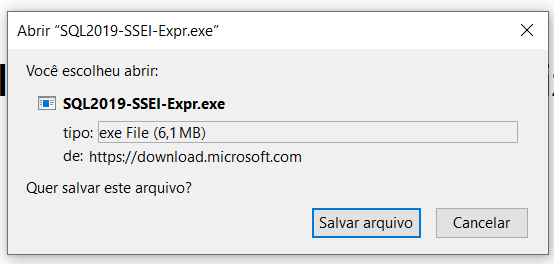 Abrir “SQL2019-SSEI-Expr.exe”
Você escolheu abrir:
SQL2019-SSEI-Expr.exe
tipo: exe File (6,1 MB)
de: https://download.microsoft.com
Quer salvar este arquivo?
Salvar arquivo
Cancelar